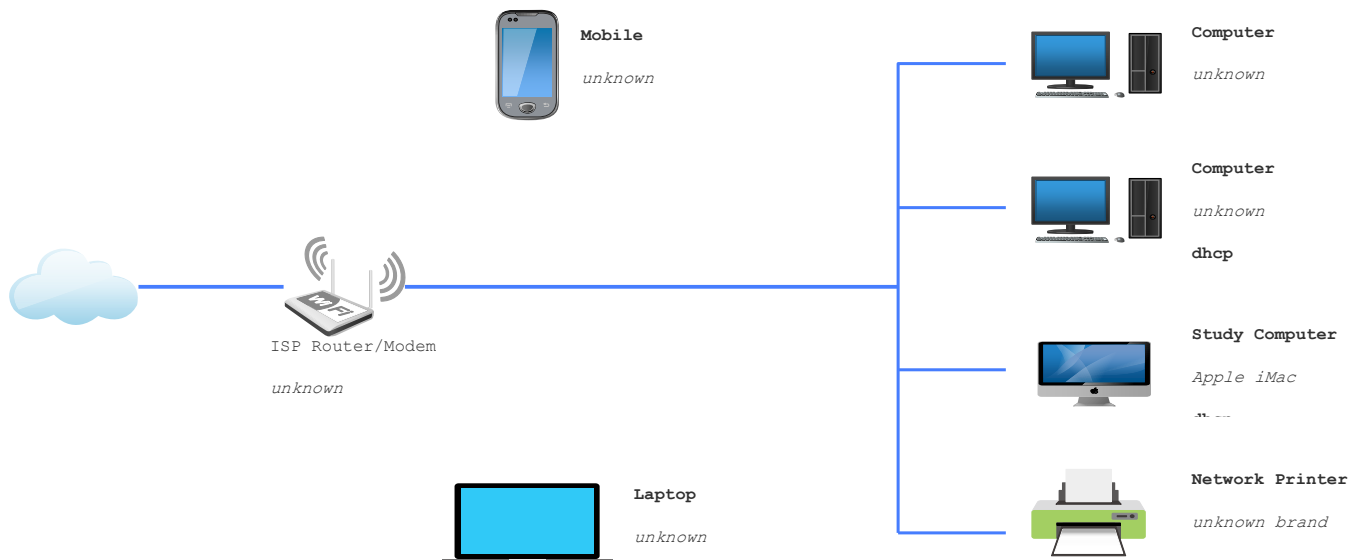 Mobile
unknown
Computer
unknown
Computer
unknown
dhcp
WiFi
ISP Router/Modem
unknown
Study Computer
Apple iMac
Laptop
unknown
Network Printer
unknown brand